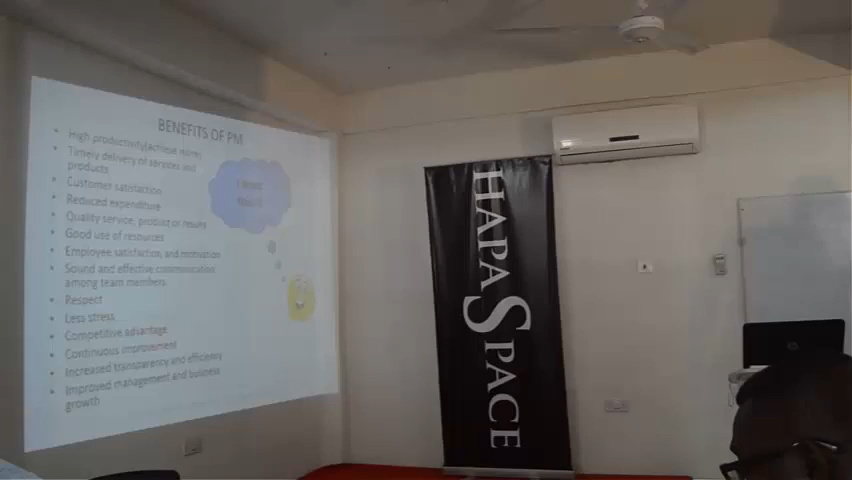 BENEFITS OF PM
High productivity(achieve more)
Timely delivery of services and
products
Customer satisfaction
Reduced expenditure
Quality service, product or results
Good use of resources
Employee satisfaction, and motivation
Sound and effective communication
among team members.
Respect
Less stress
Competitive advantage
Continuous improvement
Increased transparency and efficiency
Improved management and business
growth
HAPASPACE